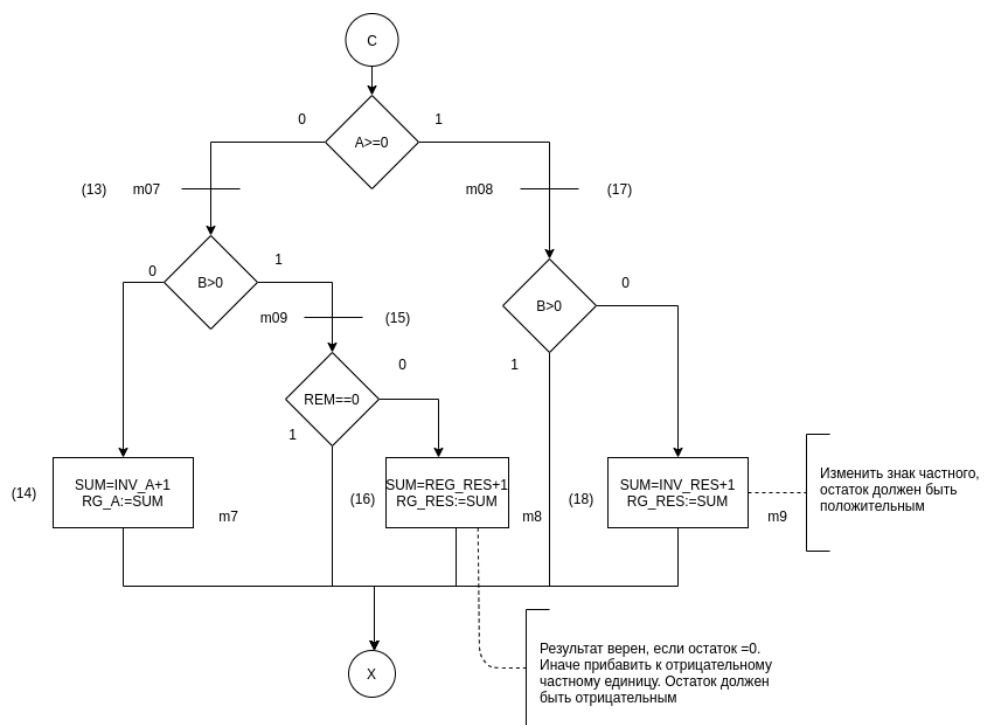 C
A>=0
0
1
(13)
m07
m08
(17)
B>0
0
1
B>0
0
1
m09
(15)
REM==0
0
1
(14)
SUM=INV_A+1
RG_A:=SUM
m7
(16)
SUM=REG_RES+1
RG_RES:=SUM
m8
(18)
SUM=INV_RES+1
RG_RES:=SUM
m9
Изменить знак частного,
остаток должен быть
положительным
X
Результат верен, если остаток =0.
Иначе прибавить к отрицательному
частному единицу. Остаток должен
быть отрицательным